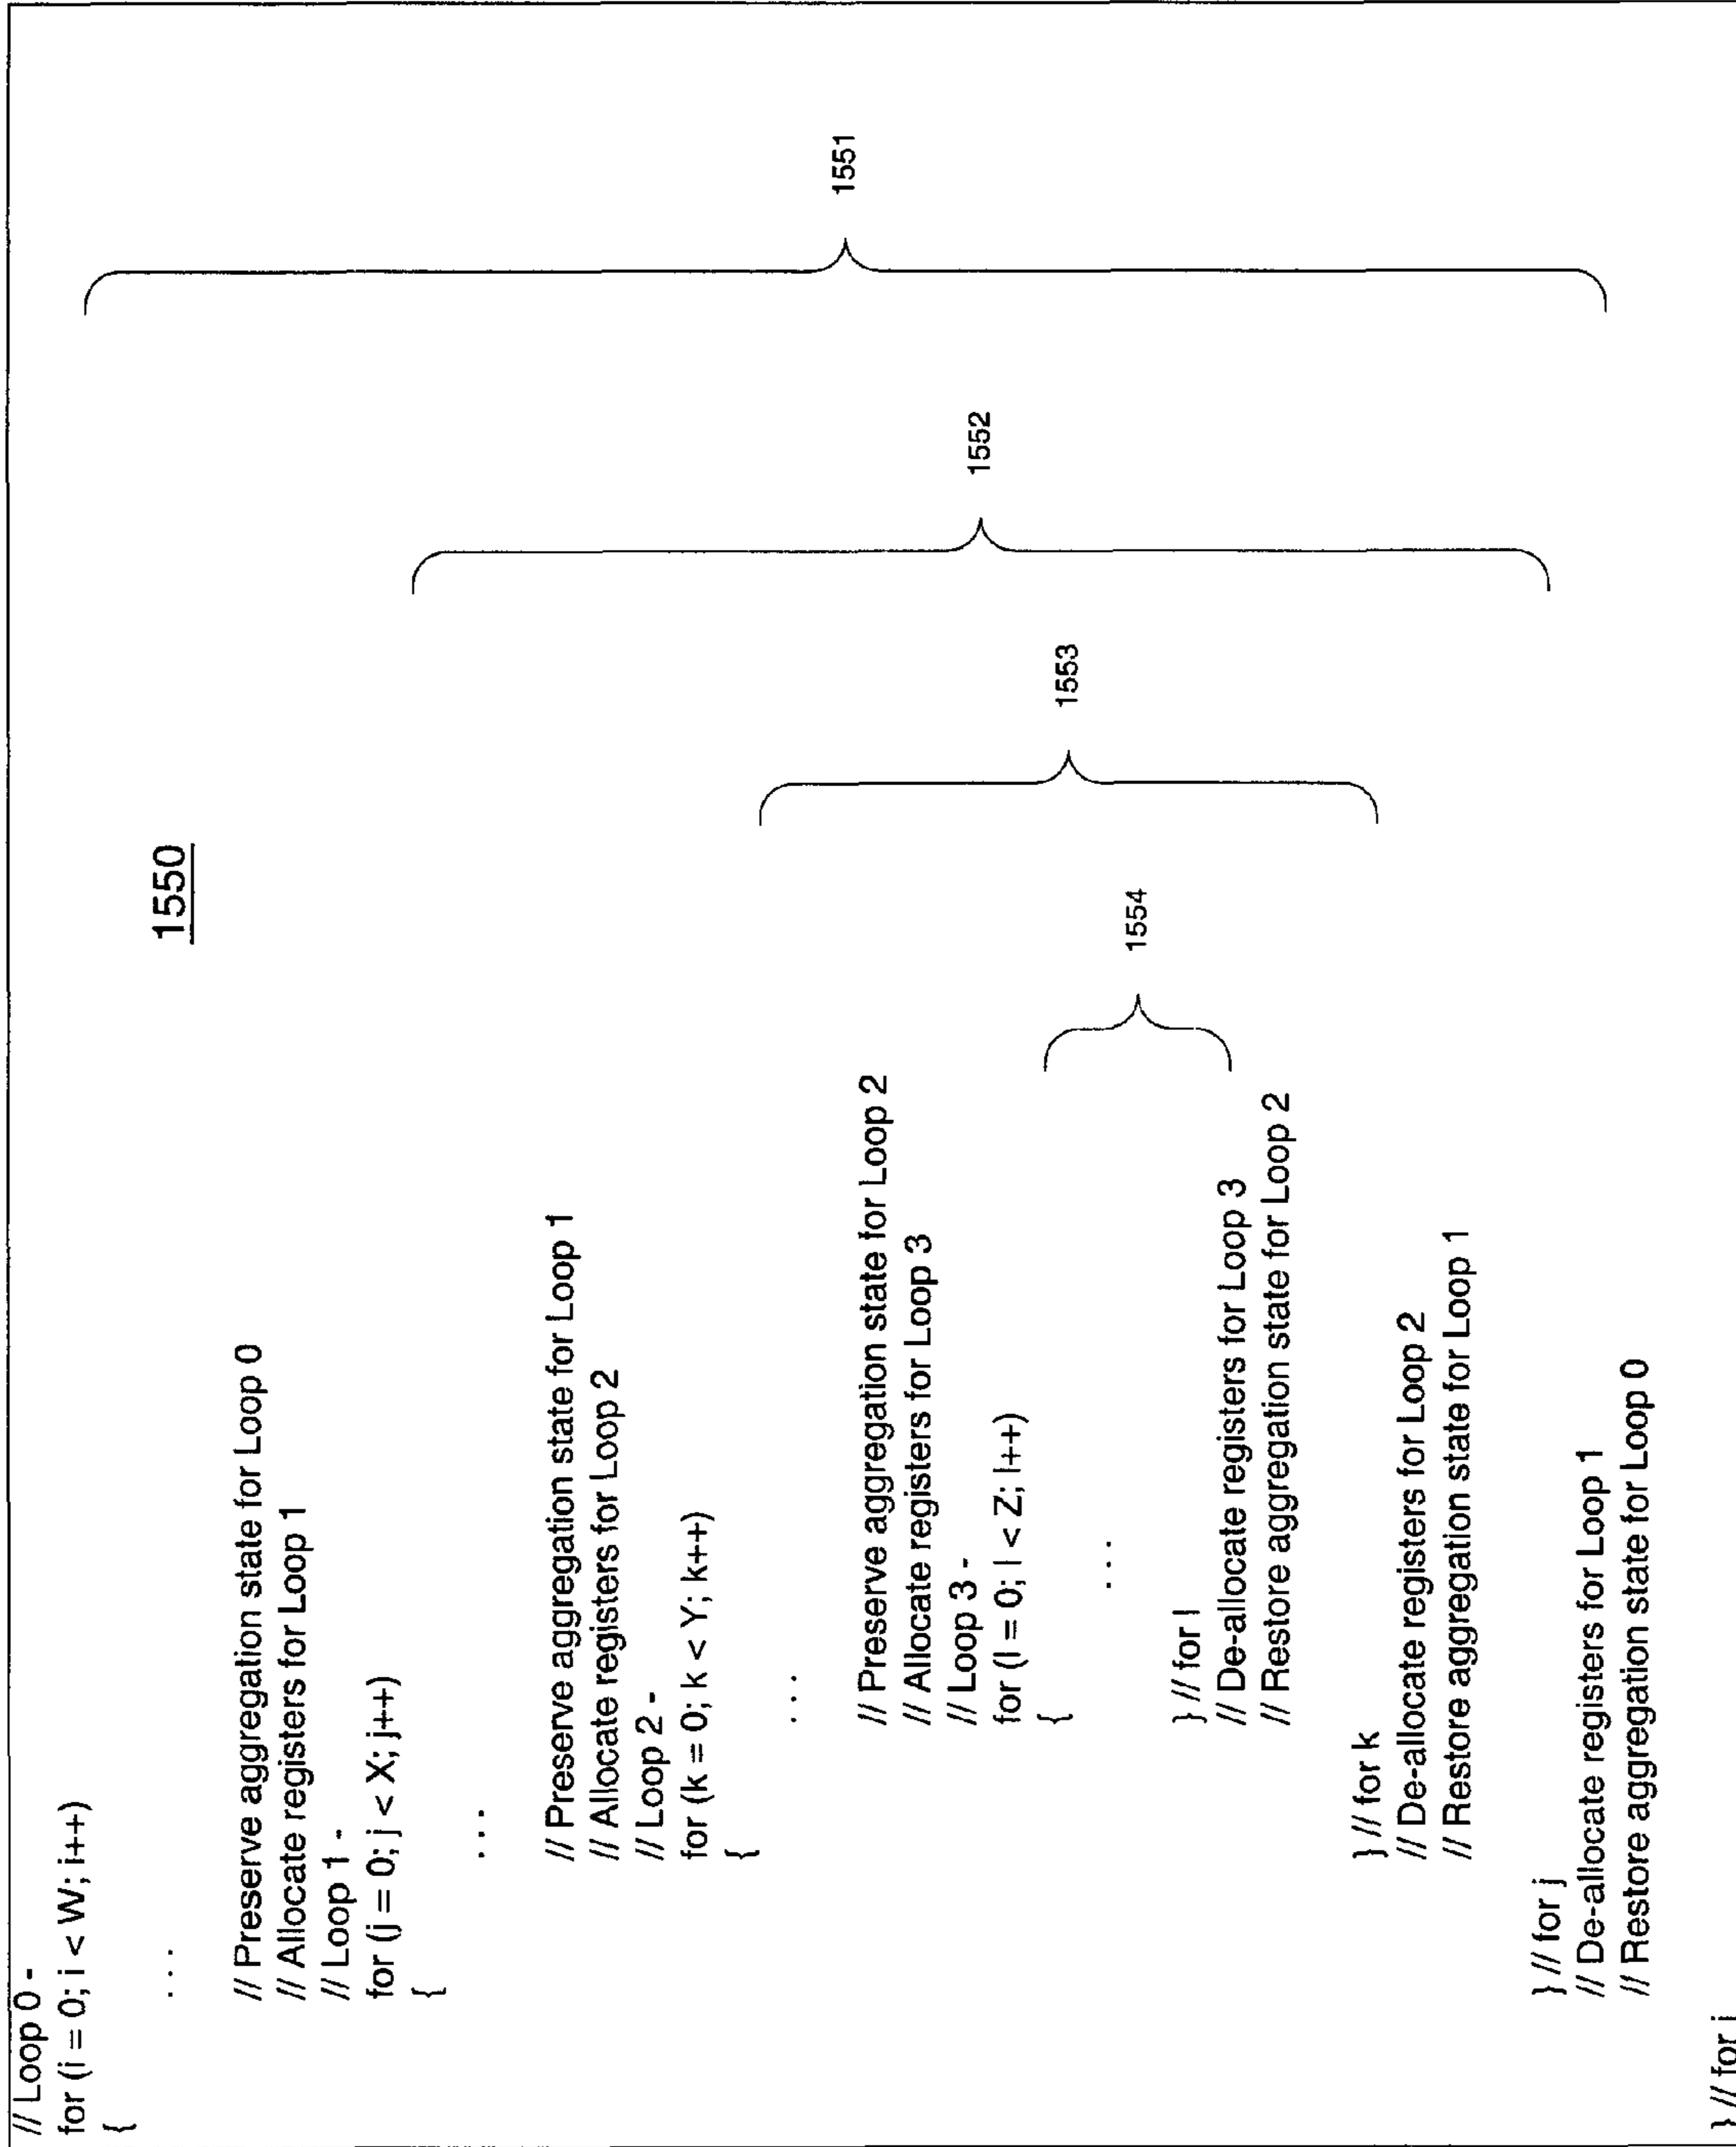 // Loop 0 -
for (i = 0; i < W; i++)
{
. . .
1550
// Preserve aggregation state for Loop 0
// Allocate registers for Loop 1
// Loop 1 -
for (j = 0; j < X; j++)
{
. . .
// Preserve aggregation state for Loop 1
// Allocate registers for Loop 2
// Loop 2 -
for (k = 0; k < Y; k++)
{
. . .
// Preserve aggregation state for Loop 2
// Allocate registers for Loop 3
// Loop 3 -
for (l = 0; l < Z; l++)
{
. . .
} // for l
// De-allocate registers for Loop 3
// Restore aggregation state for Loop 2
} // for k
// De-allocate registers for Loop 2
// Restore aggregation state for Loop 1
} // for j
// De-allocate registers for Loop 1
// Restore aggregation state for Loop 0
} // for i
1554
1553
1552
1551